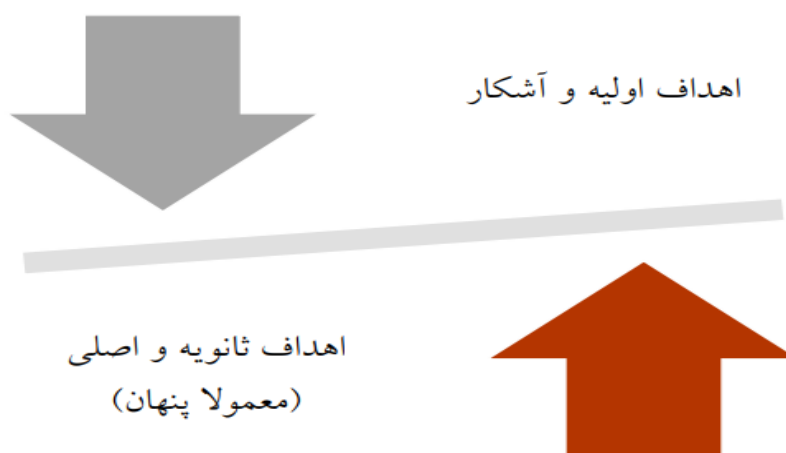 اهداف اولیه و آشکار
اهداف ثانویه و اصلی
(معمولا پنهان)